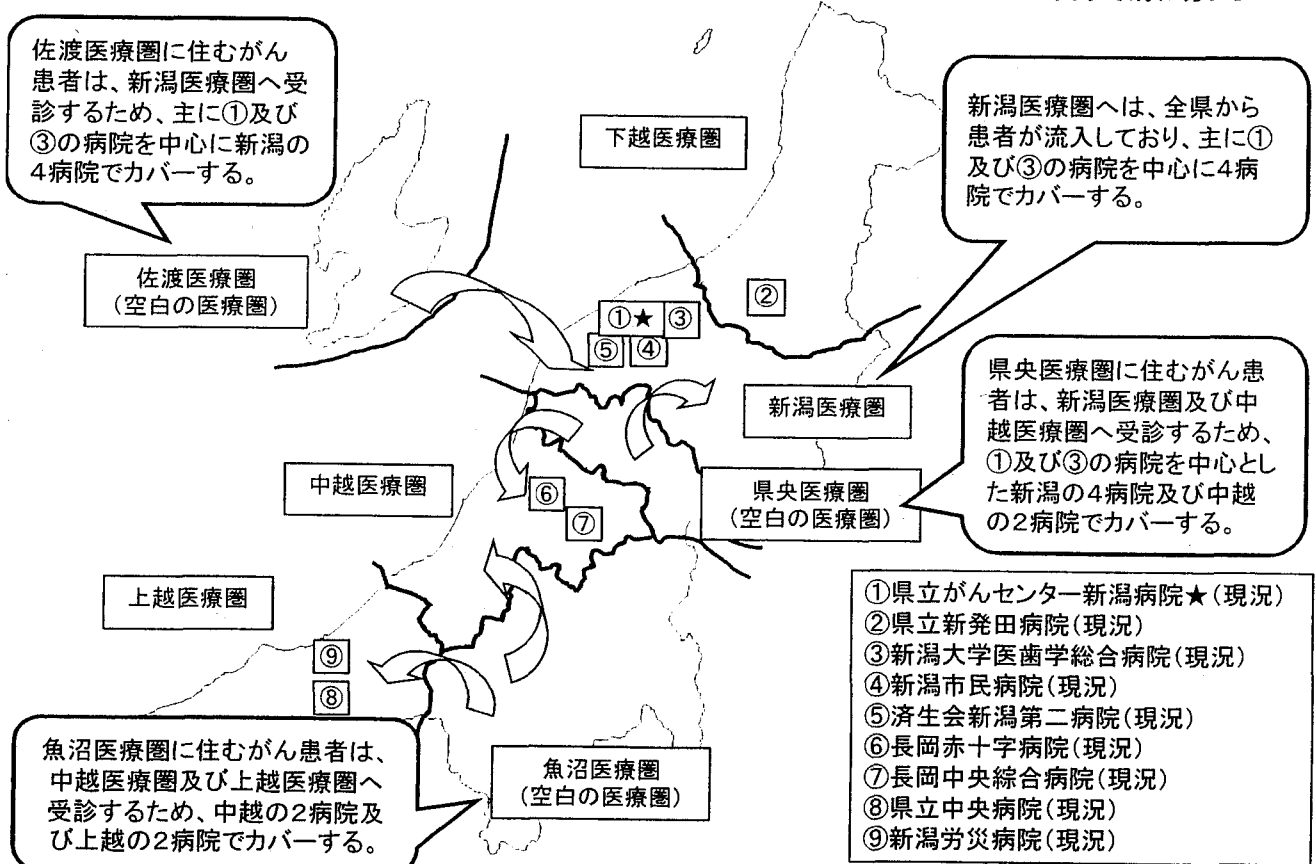 佐渡医療圏に住むがん
患者は、新潟医療圏へ受
診するため、主に①及び
③の病院を中心に新潟の
4病院でカバーする。
下越医療圏
新潟医療圏へは、全県から
患者が流入しており、主に①
及び③の病院を中心に4病
院でカバーする。
佐渡医療圏
(空白の医療圏)
②
①★
③
⑤
④
新潟医療圏
県央医療圏に住むがん患
者は、新潟医療圏及び中
越医療圏へ受診するため、
①及び③の病院を中心とし
た新潟の4病院及び中越
の2病院でカバーする。
中越医療圏
⑥
⑦
県央医療圏
(空白の医療圏)
上越医療圏
⑨
⑧
魚沼医療圏に住むがん患者は、
中越医療圏及び上越医療圏へ
受診するため、中越の2病院及
び上越の2病院でカバーする。
魚沼医療圏
(空白の医療圏)
①県立がんセンター新潟病院★(現況)
②県立新発田病院(現況)
③新潟大学医歯学総合病院(現況)
④新潟市民病院(現況)
⑤済生会新潟第二病院(現況)
⑥長岡赤十字病院(現況)
⑦長岡中央綜合病院(現況)
⑧県立中央病院(現況)
⑨新潟労災病院(現況)